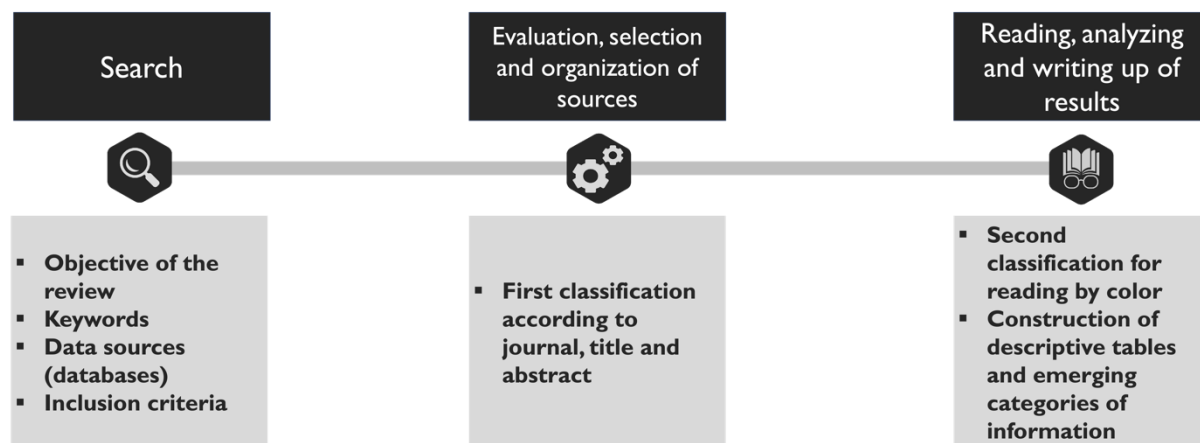 Search
Evaluation, selection
and organization of
sources
Reading, analyzing
and writing up of
results
▪ Objective of the
review
▪ Keywords
▪ Data sources
(databases)
▪ Inclusion criteria
▪ First classification
according to
journal, title and
abstract
▪ Second
classification for
reading by color
▪ Construction of
descriptive tables
and emerging
categories of
information